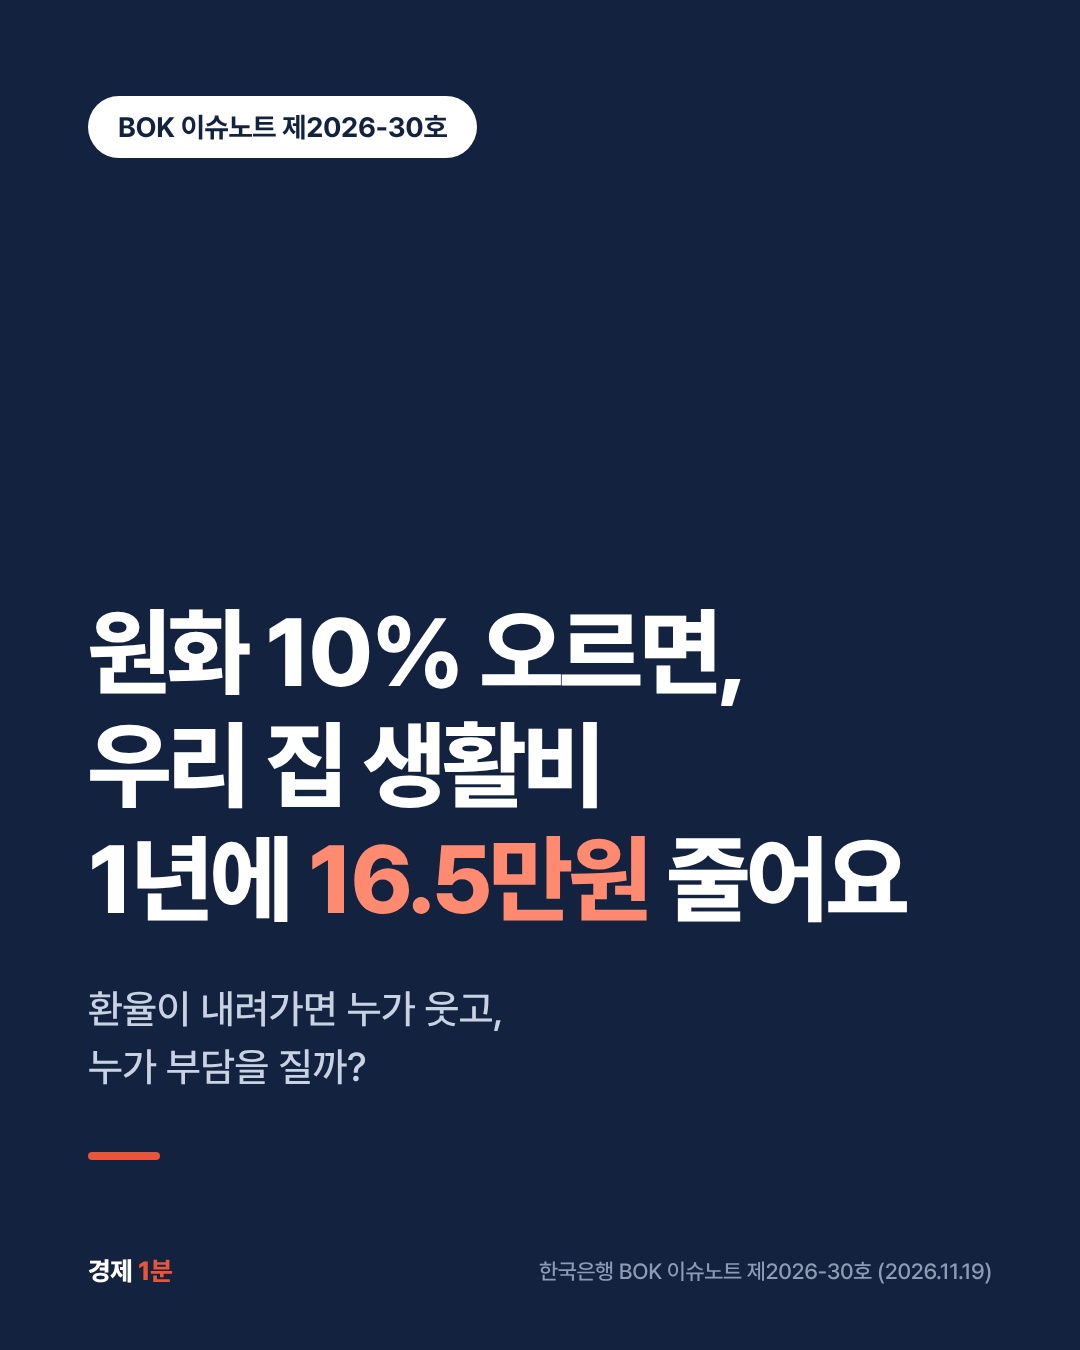 BOK 이슈노트 제2026-30호
원화 10% 오르면,
우리 집 생활비
1년에 16.5만원 줄어요
환율이 내려가면 누가 웃고,
누가 부담을 질까?
경제 1분
한국은행 BOK 이슈노트 제2026-30호 (2026.11.19)